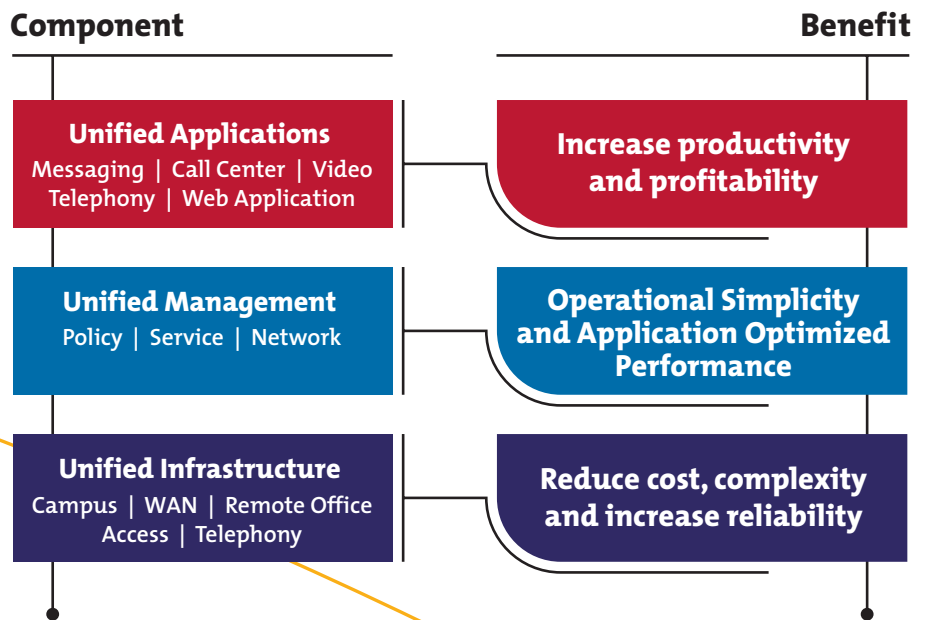 Component
Benefit
Unified Applications
Messaging | Call Center | Video
Telephony | Web Application
Increase productivity
and profitability
Unified Management
Policy | Service | Network
Operational Simplicity
and Application Optimized
Performance
Unified Infrastructure
Campus | WAN | Remote Office
Access | Telephony
Reduce cost, complexity
and increase reliability